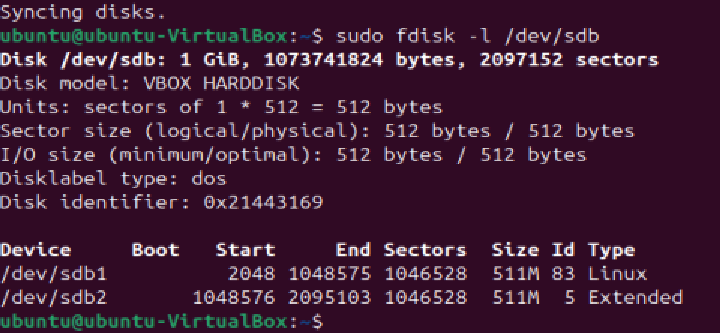 Syncing disks.
ubuntu@ubuntu-VirtualBox:~$ sudo fdisk -l /dev/sdb
Disk /dev/sdb: 1 GiB, 1073741824 bytes, 2097152 sectors
Disk model: VBOX HARDDISK
Units: sectors of 1 * 512 = 512 bytes
Sector size (logical/physical): 512 bytes / 512 bytes
I/O size (minimum/optimal): 512 bytes / 512 bytes
Disklabel type: dos
Disk identifier: 0x21443169
Device     Boot   Start     End Sectors  Size Id Type
/dev/sdb1          2048 1048575 1046528  511M 83 Linux
/dev/sdb2       1048576 2095103 1046528  511M  5 Extended
ubuntu@ubuntu-VirtualBox:~$